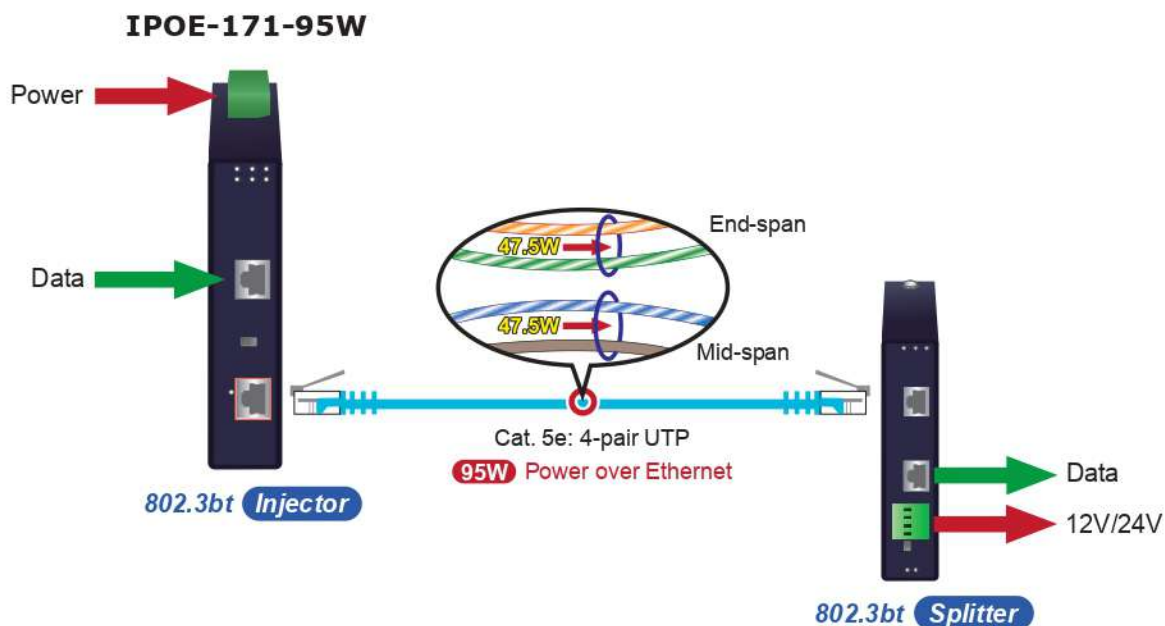 IPOE-171-95W
Power
Data
802.3bt Injector
47.5W
End-span
47.5W
Mid-span
Cat. 5e: 4-pair UTP
95W Power over Ethernet
Data
12V/24V
802.3bt Splitter